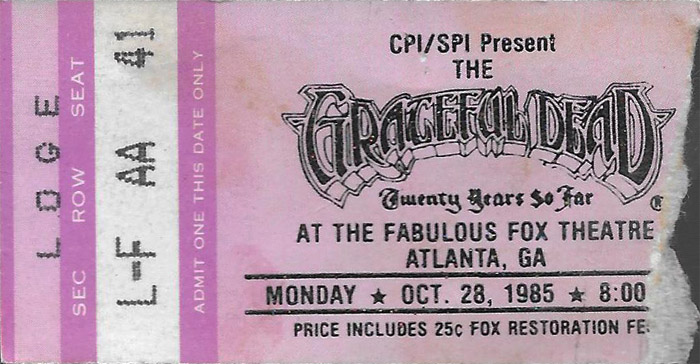 LOGE
SEC ROW SEAT
L-F AA 41
ADMIT ONE THIS DATE ONLY
CPI/SPI Present
THE
GRATEFUL DEAD
Twenty Years So Far
®
AT THE FABULOUS FOX THEATRE
ATLANTA, GA
MONDAY ★ OCT. 28, 1985 ★ 8:00
PRICE INCLUDES 25¢ FOX RESTORATION FE